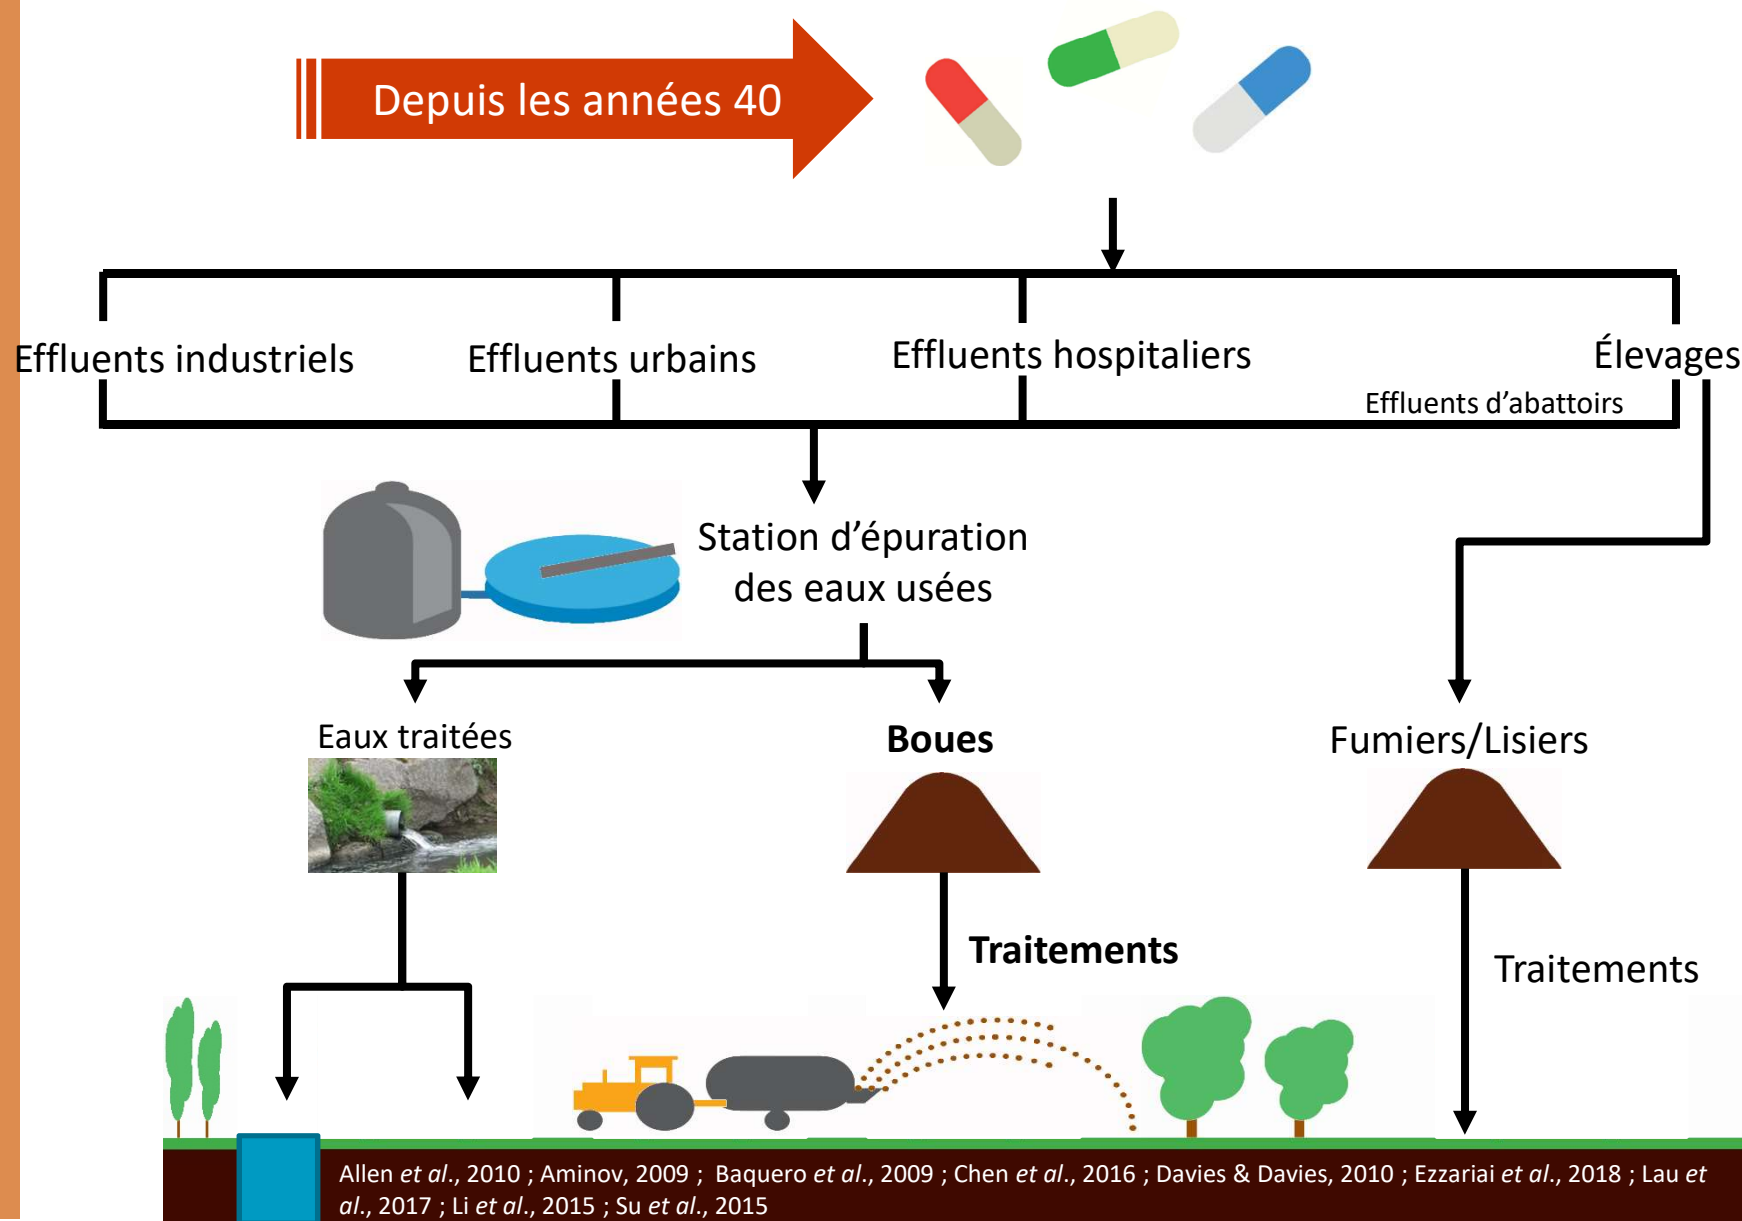 Depuis les années 40
Effluents industriels
Effluents urbains
Effluents hospitaliers
Élevages
Effluents d’abattoirs
Station d’épuration
des eaux usées
Eaux traitées
Boues
Fumiers/Lisiers
Traitements
Traitements
Allen et al., 2010 ; Aminov, 2009 ; Baquero et al., 2009 ; Chen et al., 2016 ; Davies & Davies, 2010 ; Ezzariai et al., 2018 ; Lau et
al., 2017 ; Li et al., 2015 ; Su et al., 2015